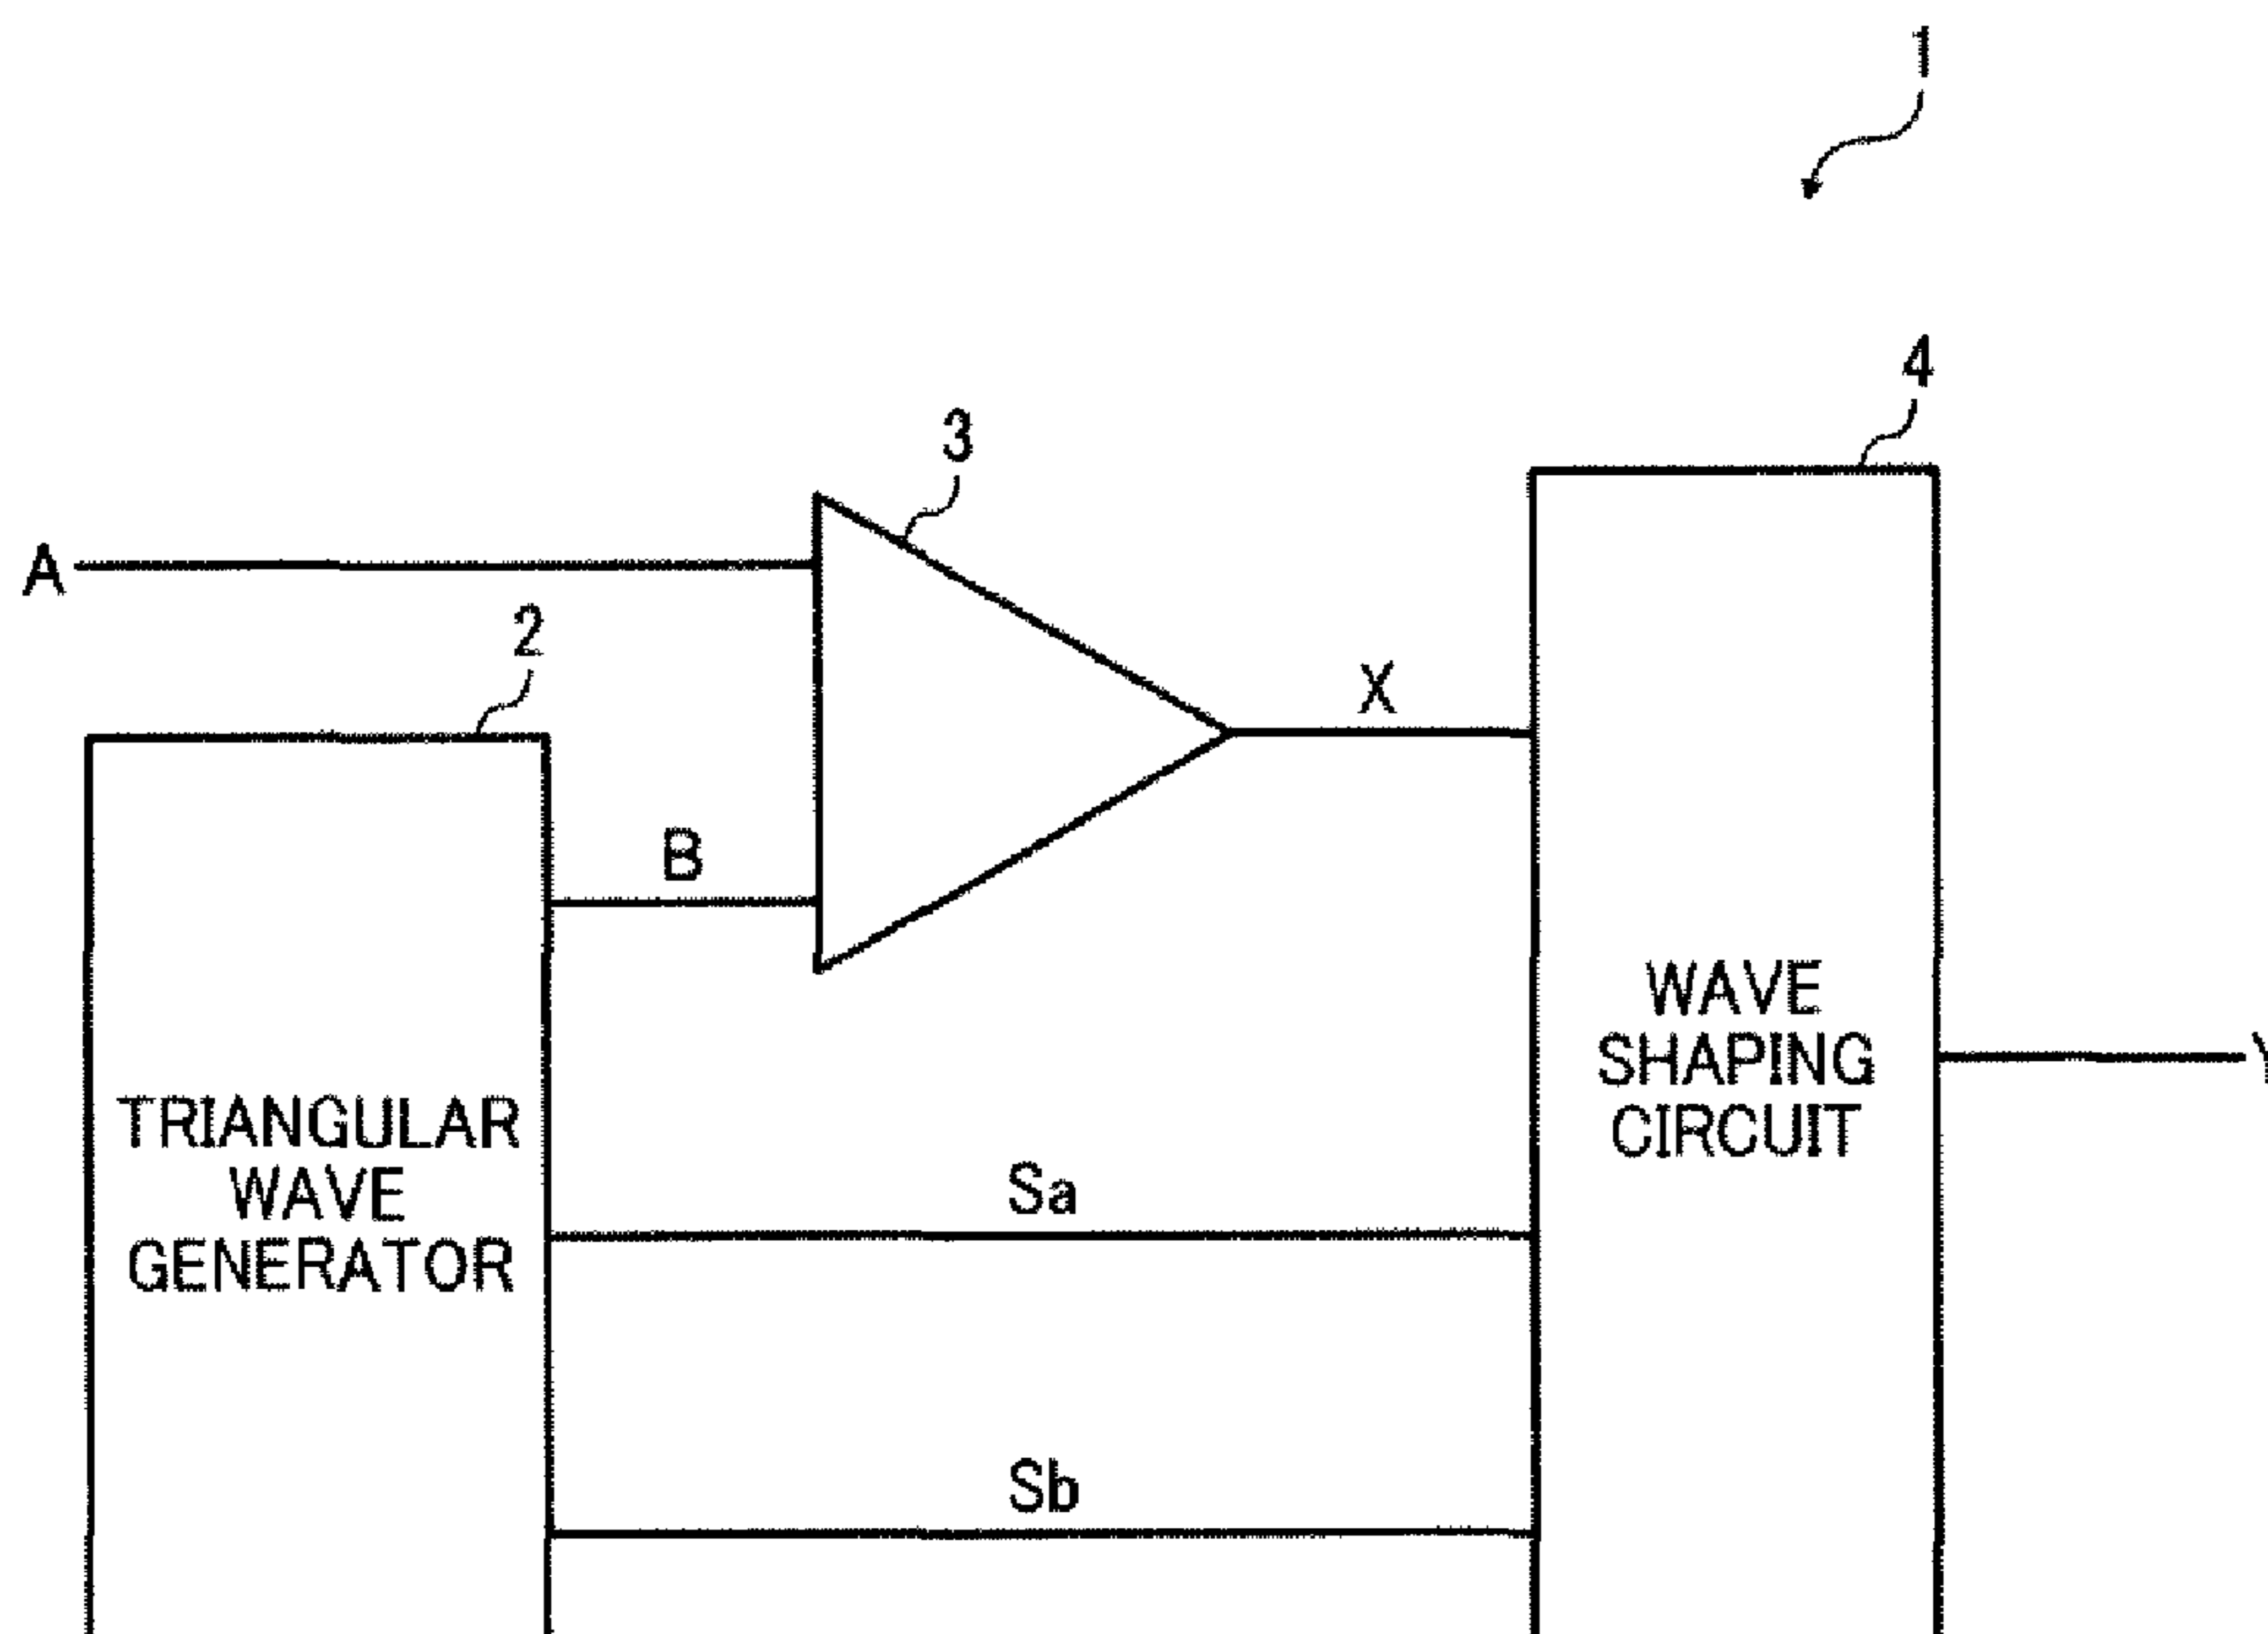 1
4
3
A
2
X
B
WAVE
SHAPING
CIRCUIT
Y
TRIANGULAR
WAVE
GENERATOR
Sa
Sb